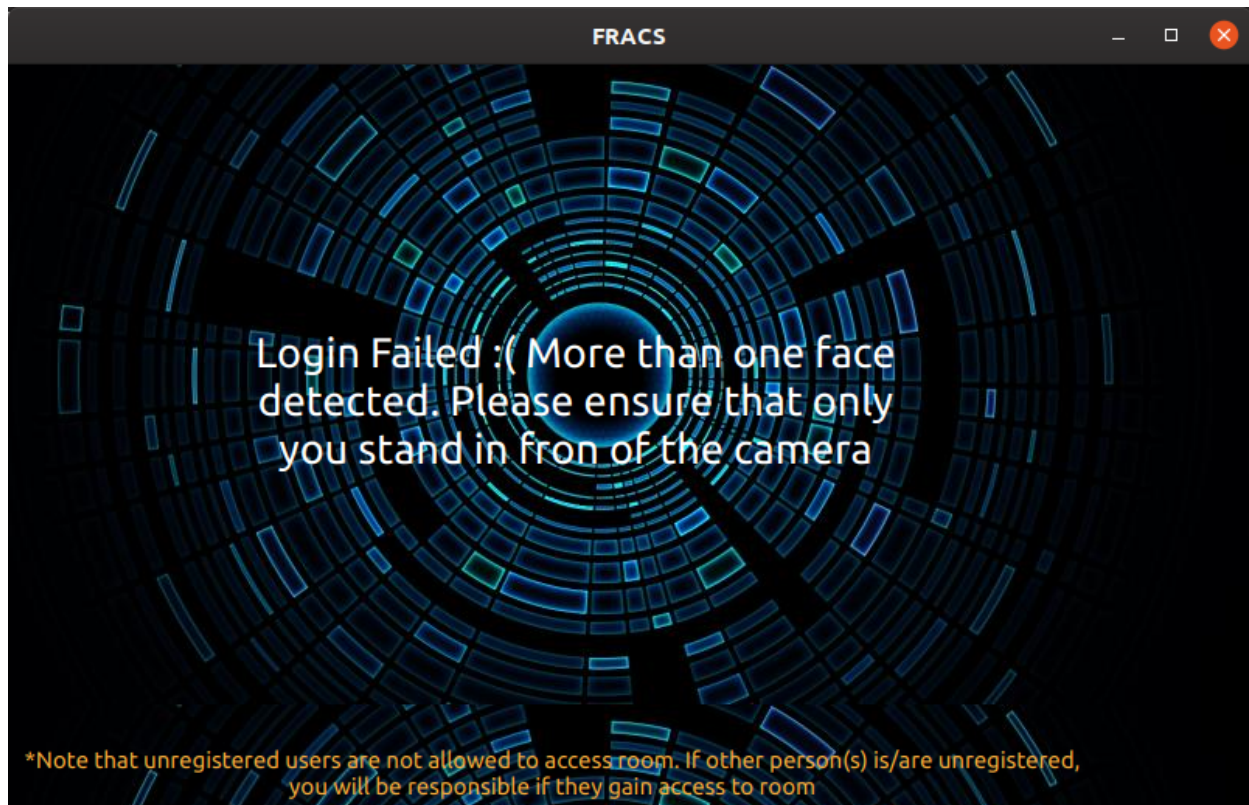 FRACS
Login Failed :( More than one face
detected. Please ensure that only
you stand in fron of the camera
*Note that unregistered users are not allowed to access room. If other person(s) is/are unregistered,
you will be responsible if they gain access to room